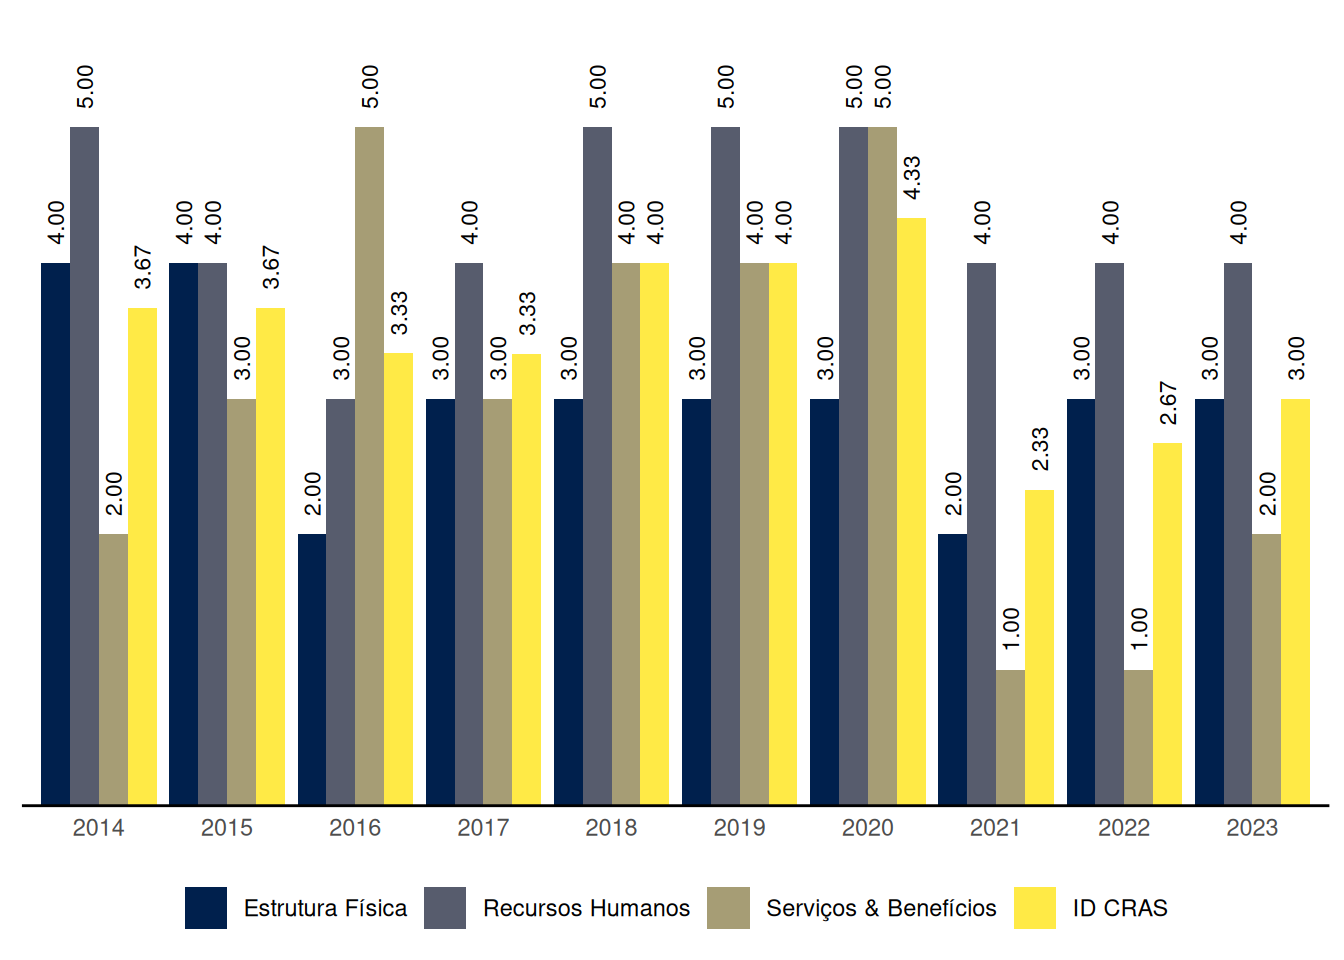 4.00 5.00 2.00 3.67 4.00 4.00 3.00 3.67 2.00 3.00 5.00 3.33 3.00 4.00 3.00 3.33 3.00 5.00 4.00 4.00 3.00 5.00 4.00 4.00 3.00 5.00 5.00 4.33 2.00 4.00 1.00 2.33 3.00 4.00 1.00 2.67 3.00 4.00 2.00 3.00
2014 2015 2016 2017 2018 2019 2020 2021 2022 2023
Estrutura Física Recursos Humanos Serviços & Benefícios ID CRAS